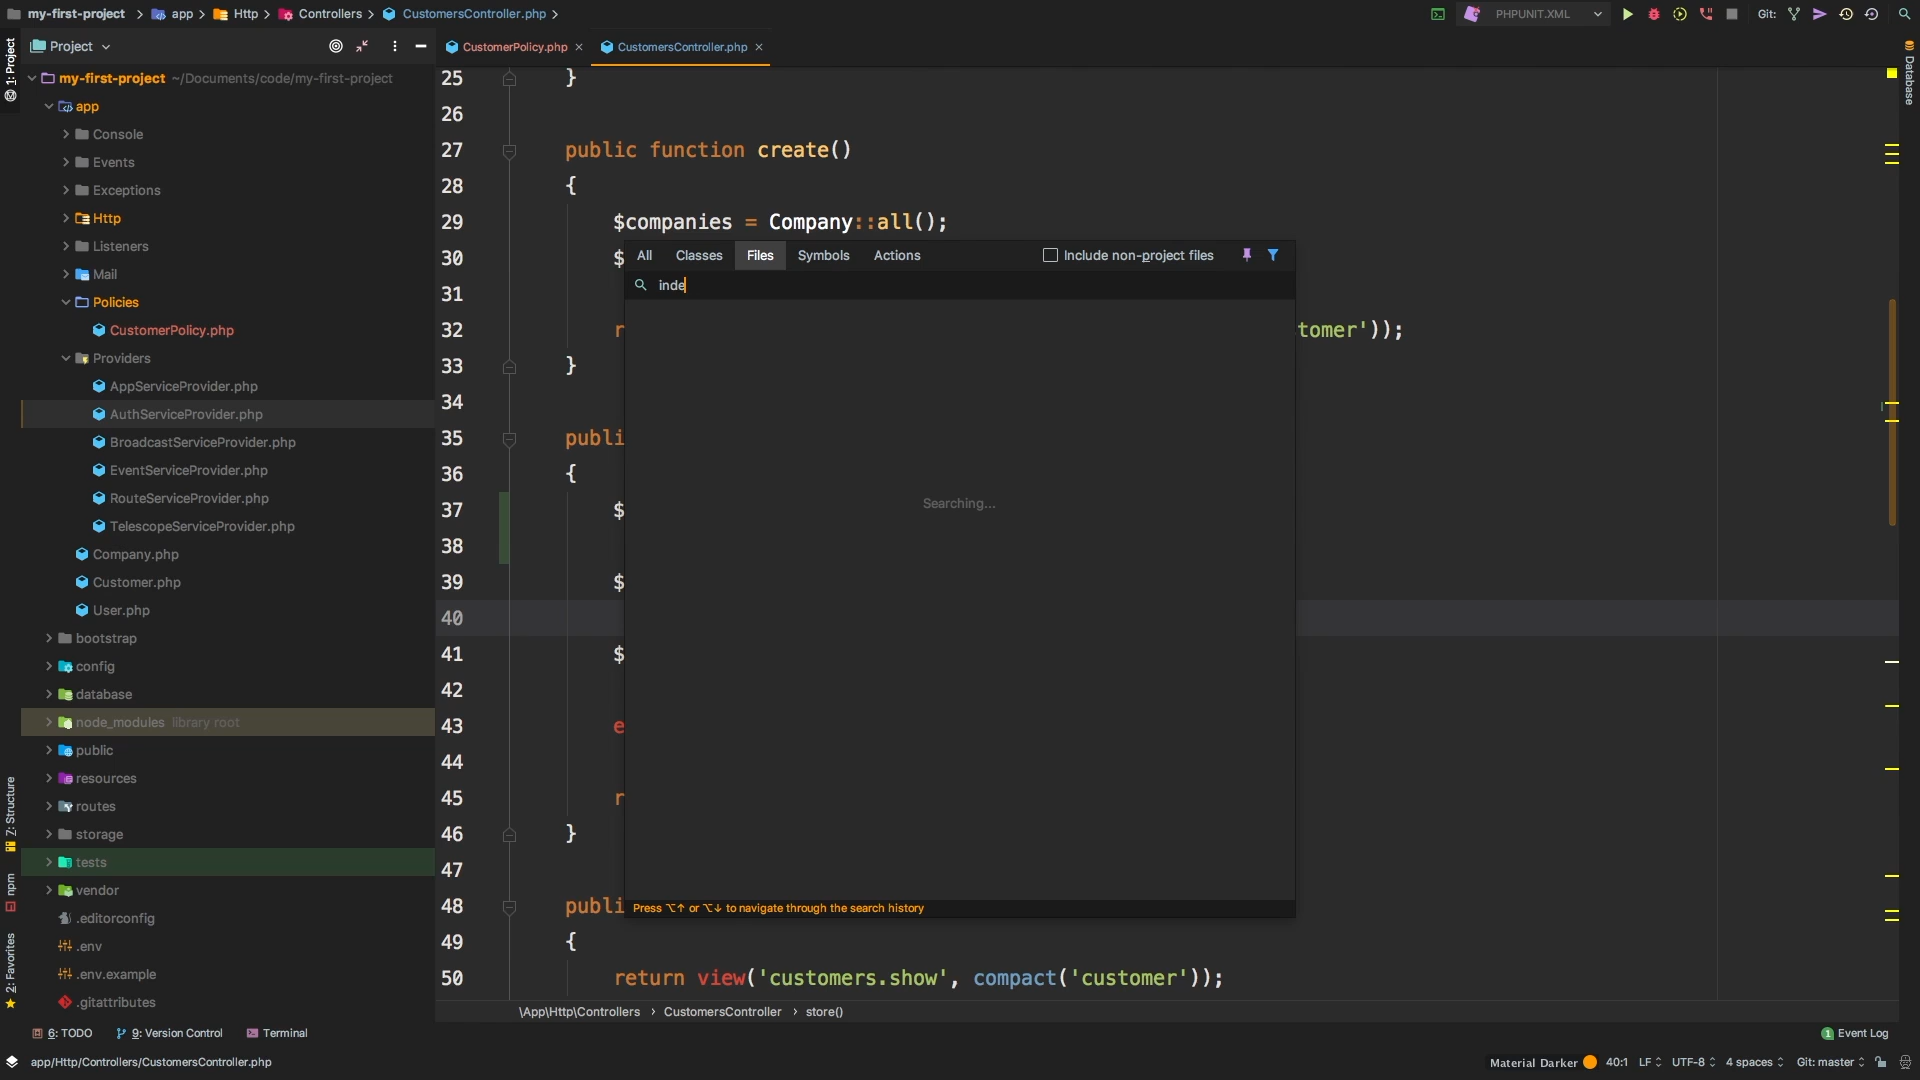 my-first-project > app > Http > Controllers > CustomersController.php >
PHPUNIT.XML
Git:
1: Project
Project
CustomerPolicy.php
CustomersController.php
Database
my-first-project ~/Documents/code/my-first-project
app
Console
Events
Exceptions
Http
Listeners
Mail
Policies
CustomerPolicy.php
Providers
AppServiceProvider.php
AuthServiceProvider.php
BroadcastServiceProvider.php
EventServiceProvider.php
RouteServiceProvider.php
TelescopeServiceProvider.php
Company.php
Customer.php
User.php
bootstrap
config
database
node_modules library root
public
resources
routes
storage
tests
vendor
.editorconfig
.env
.env.example
.gitattributes
Z: Structure
npm
2: Favorites
25 }
26
27 public function create()
28 {
29 $companies = Company::all();
30 $
31
32 r tomer'));
33 }
34
35 publi
36 {
37 $
38
39 $
40
41 $
42
43 e
44
45 r
46 }
47
48 publi
49 {
50 return view('customers.show', compact('customer'));
All Classes Files Symbols Actions Include non-project files
inde
Searching...
Press ⌥↑ or ⌥↓ to navigate through the search history
\App\Http\Controllers > CustomersController > store()
6: TODO 9: Version Control Terminal
1 Event Log
app/Http/Controllers/CustomersController.php
Material Darker 40:1 LF UTF-8 4 spaces Git: master